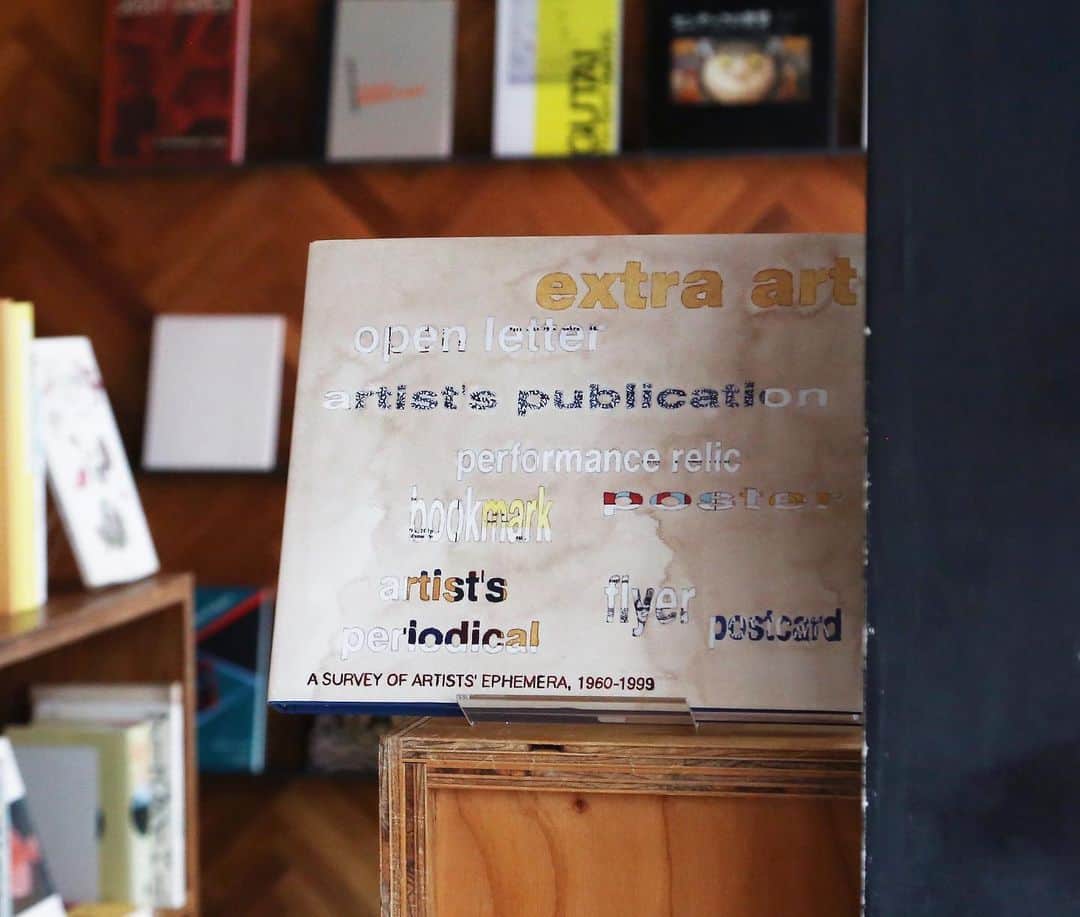 GUTAI
extra art
open letter
artist's publication
performance relic
bookmark
poster
artist's
flyer
periodical
postcard
A SURVEY OF ARTISTS' EPHEMERA, 1960-1999